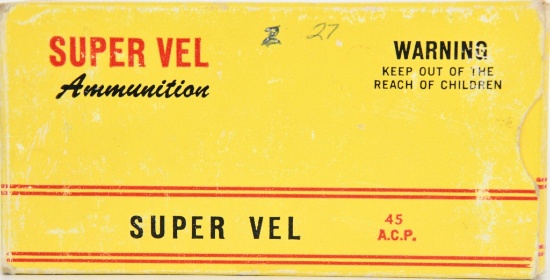 SUPER VEL
Ammunition
27
WARNING
KEEP OUT OF THE
REACH OF CHILDREN
SUPER VEL
45
A.C.P.